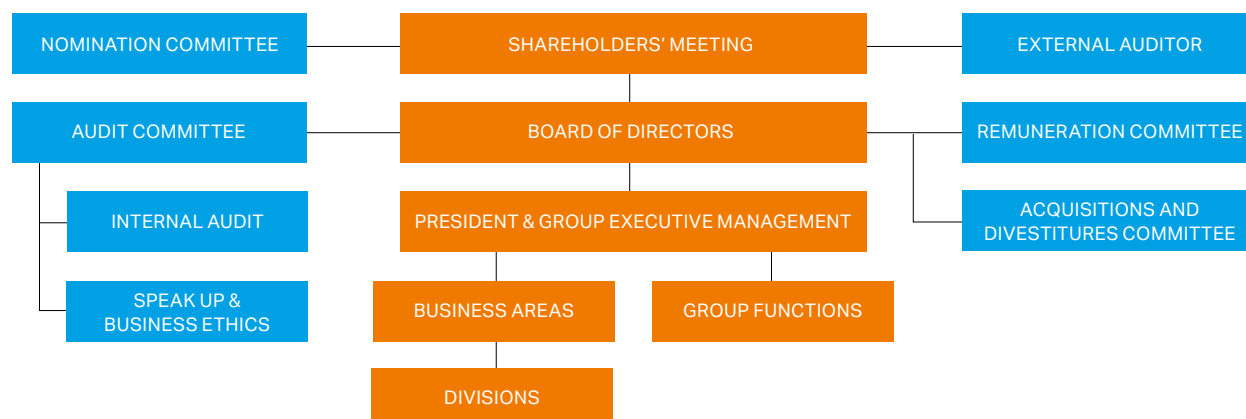 NOMINATION COMMITTEE
SHAREHOLDERS’ MEETING
EXTERNAL AUDITOR
AUDIT COMMITTEE
BOARD OF DIRECTORS
REMUNERATION COMMITTEE
INTERNAL AUDIT
PRESIDENT & GROUP EXECUTIVE MANAGEMENT
ACQUISITIONS AND
DIVESTITURES COMMITTEE
SPEAK UP &
BUSINESS ETHICS
BUSINESS AREAS
GROUP FUNCTIONS
DIVISIONS